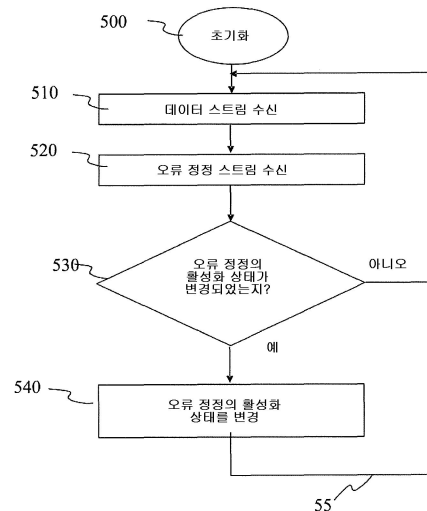 500
초기화
510
데이터 스트림 수신
520
오류 정정 스트림 수신
530
오류 정정의
활성화 상태가
변경되었는지?
아니오
예
540
오류 정정의 활성화
상태를 변경
55